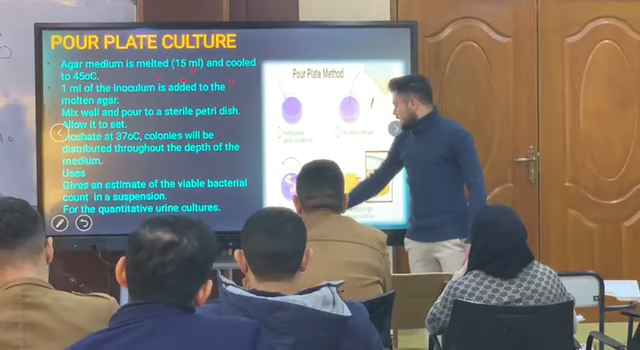 POUR PLATE CULTURE
Agar medium is melted (15 ml) and cooled
to 45oC.
1 ml of the inoculum is added to the
molten agar.
Mix well and pour to a sterile petri dish.
Allow it to set.
Incubate at 37oC, colonies will be
distributed throughout the depth of the
medium.
Uses
Gives an estimate of the viable bacterial
count in a suspension.
For the quantitative urine cultures.
Pour Plate Method